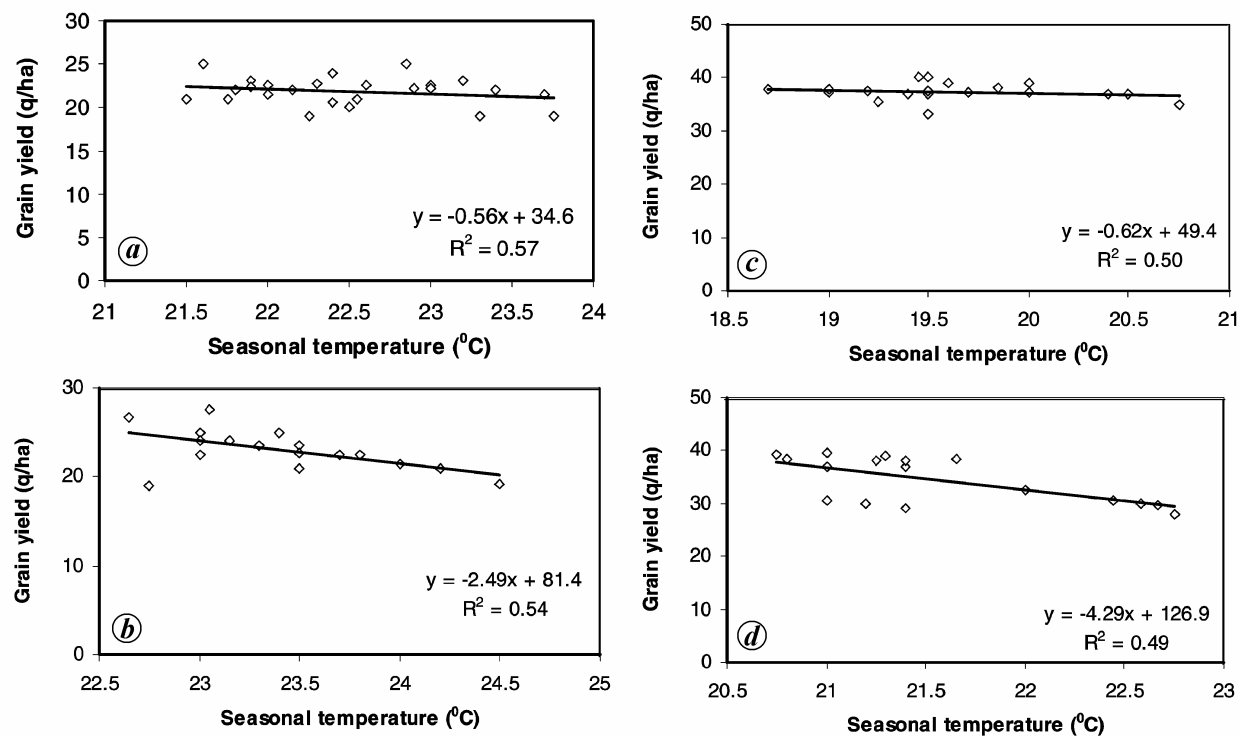 30
25
20
15
10
5
0
Grain yield (q/ha)
y = -0.56x + 34.6
R² = 0.57
a
21 21.5 22 22.5 23 23.5 24
Seasonal temperature (⁰C)
50
40
30
20
10
0
Grain yield (q/ha)
y = -0.62x + 49.4
R² = 0.50
c
18.5 19 19.5 20 20.5 21
Seasonal temperature (⁰C)
30
20
10
0
Grain yield (q/ha)
y = -2.49x + 81.4
R² = 0.54
b
22.5 23 23.5 24 24.5 25
Seasonal temperature (⁰C)
50
40
30
20
10
0
Grain yield (q/ha)
y = -4.29x + 126.9
R² = 0.49
d
20.5 21 21.5 22 22.5 23
Seasonal temperature (⁰C)